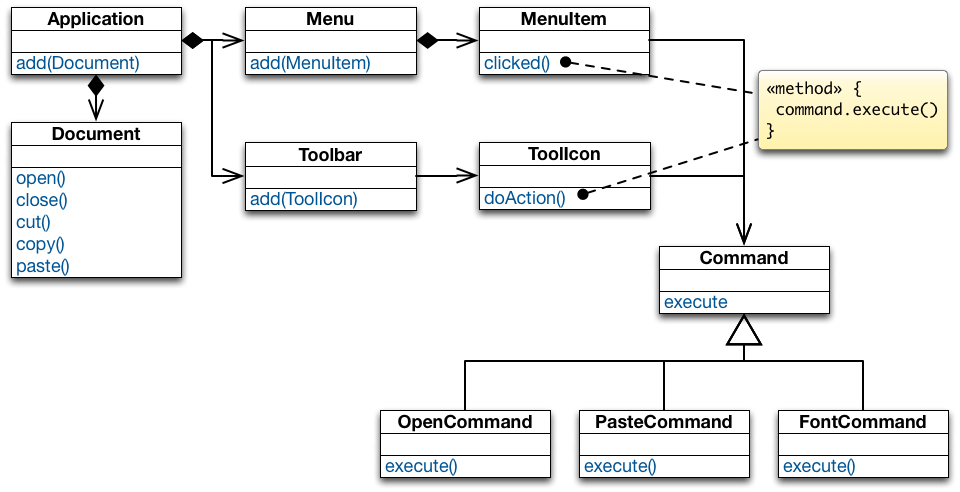 Application
add(Document)
Menu
add(MenuItem)
MenuItem
clicked()
«method» {
command.execute()
}
Document
open()
close()
cut()
copy()
paste()
Toolbar
add(ToolIcon)
ToolIcon
doAction()
Command
execute
OpenCommand
execute()
PasteCommand
execute()
FontCommand
execute()